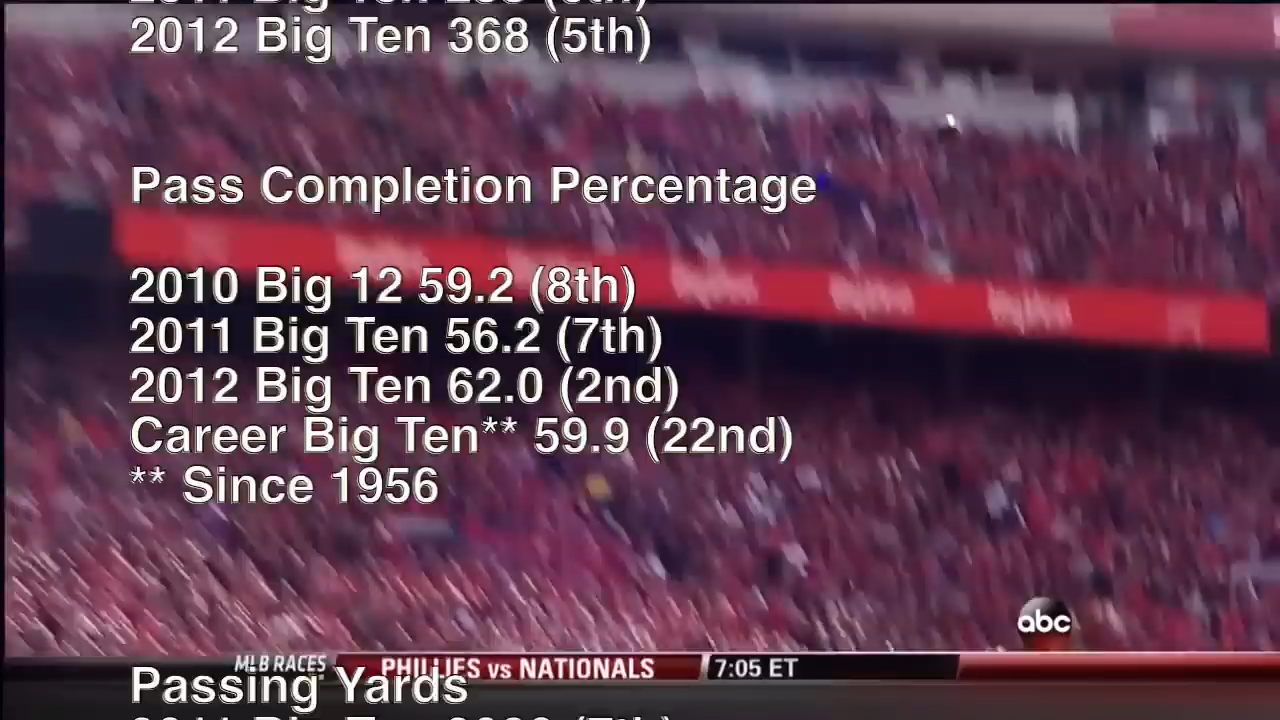 2012 Big Ten 368 (5th)
Pass Completion Percentage
2010 Big 12 59.2 (8th)
2011 Big Ten 56.2 (7th)
2012 Big Ten 62.0 (2nd)
Career Big Ten** 59.9 (22nd)
** Since 1956
abc
MLB RACES PHILLIES vs NATIONALS 7:05 ET
Passing Yards